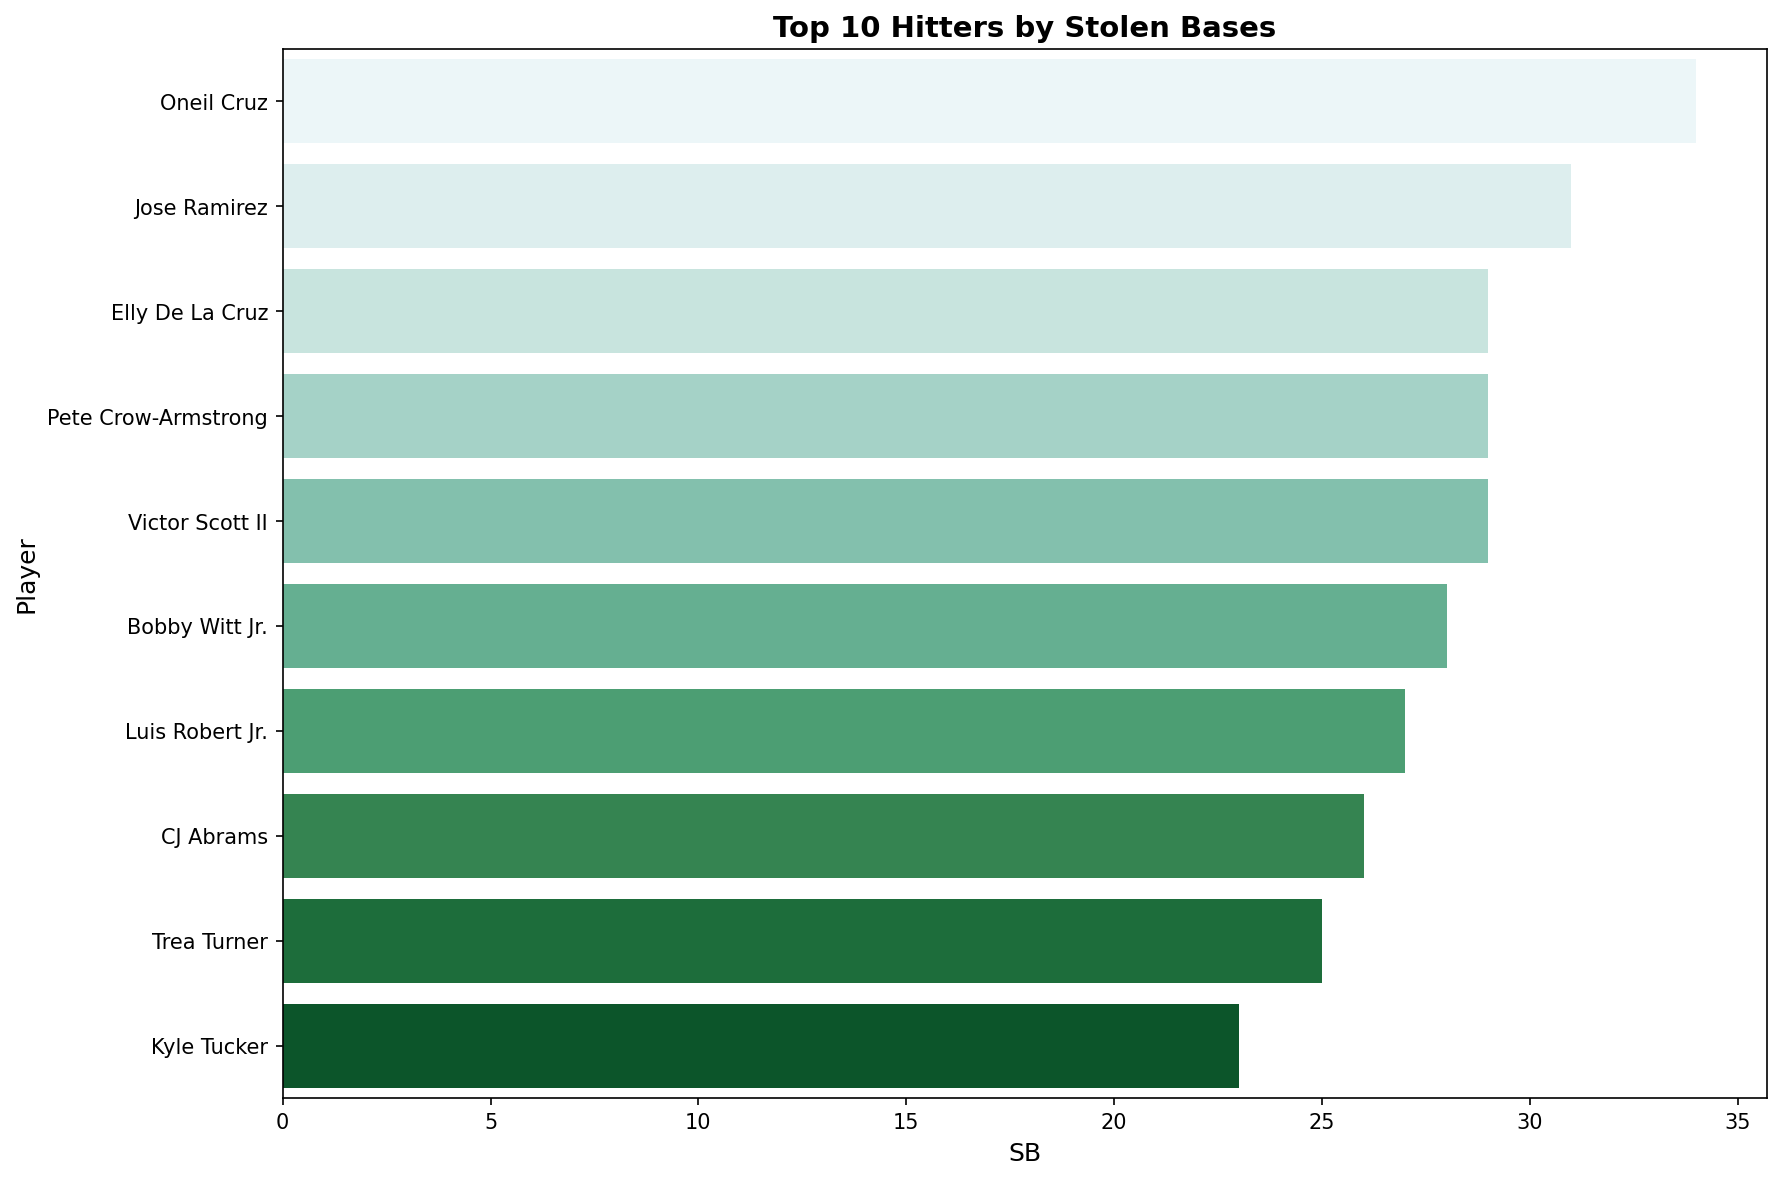 Top 10 Hitters by Stolen Bases
Player
Oneil Cruz
Jose Ramirez
Elly De La Cruz
Pete Crow-Armstrong
Victor Scott II
Bobby Witt Jr.
Luis Robert Jr.
CJ Abrams
Trea Turner
Kyle Tucker
0 5 10 15 20 25 30 35
SB